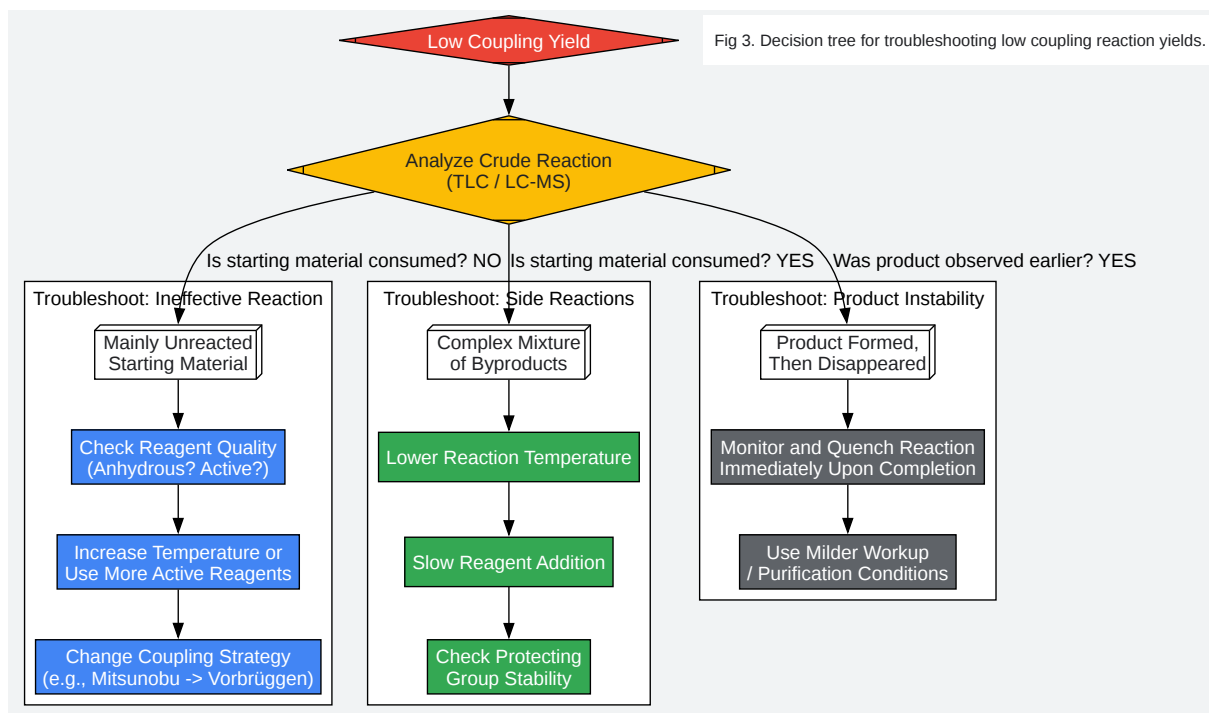 Low Coupling Yield
Fig 3. Decision tree for troubleshooting low coupling reaction yields.
Analyze Crude Reaction
(TLC / LC-MS)
Is starting material consumed? NO
Is starting material consumed? YES
Was product observed earlier? YES
Troubleshoot: Ineffective Reaction
Mainly Unreacted
Starting Material
Check Reagent Quality
(Anhydrous? Active?)
Increase Temperature or
Use More Active Reagents
Change Coupling Strategy
(e.g., Mitsunobu -> Vorbrüggen)
Troubleshoot: Side Reactions
Complex Mixture
of Byproducts
Lower Reaction Temperature
Slow Reagent Addition
Check Protecting
Group Stability
Troubleshoot: Product Instability
Product Formed,
Then Disappeared
Monitor and Quench Reaction
Immediately Upon Completion
Use Milder Workup
/ Purification Conditions